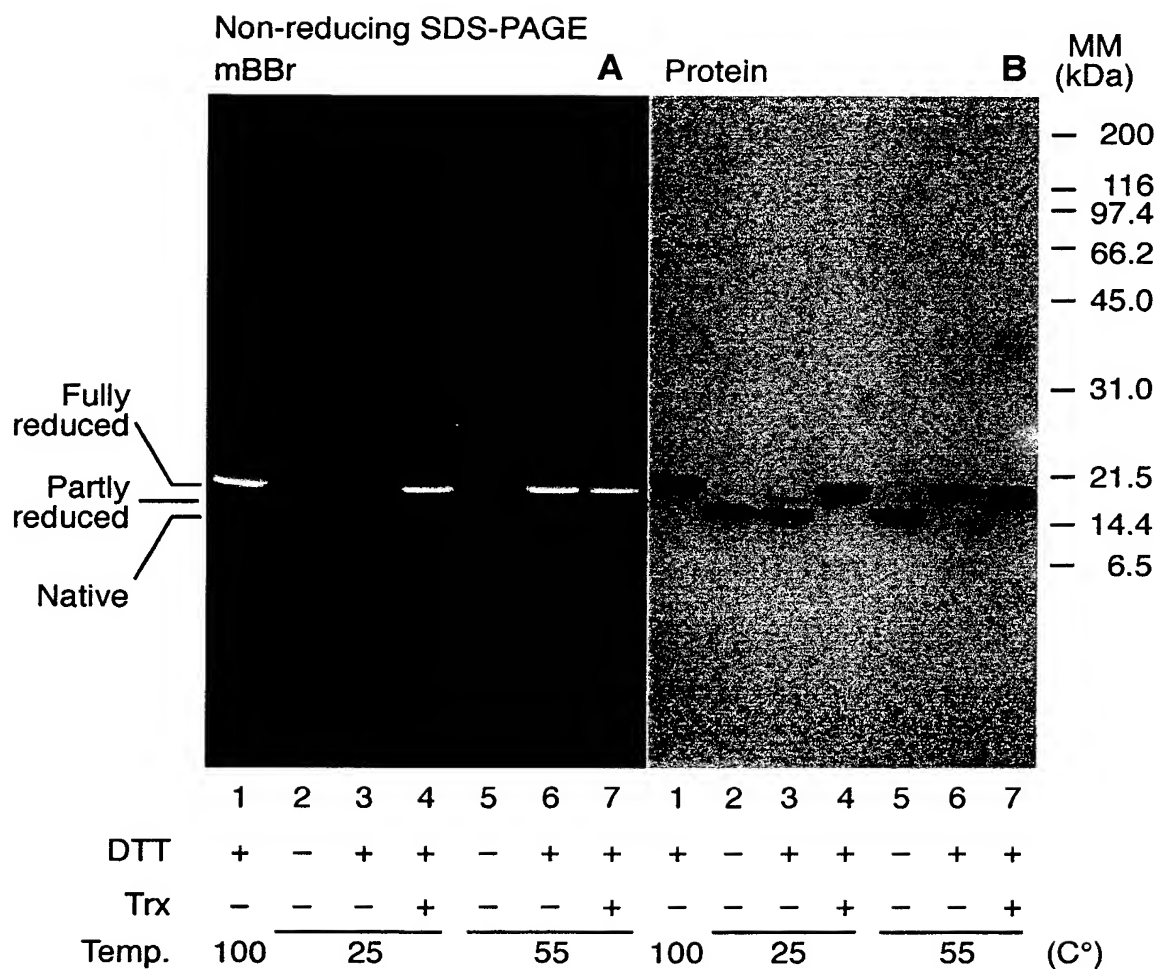 Non-reducing SDS-PAGE
mBBr A Protein B MM
(kDa)
200
116
97.4
66.2
45.0
31.0
21.5
14.4
6.5
Fully
reduced
Partly
reduced
Native
1 2 3 4 5 6 7 1 2 3 4 5 6 7
DTT + − + + − + + + − + + − + +
Trx − − − + − − + − − − + − − +
Temp. 100 25 55 100 25 55 (C°)